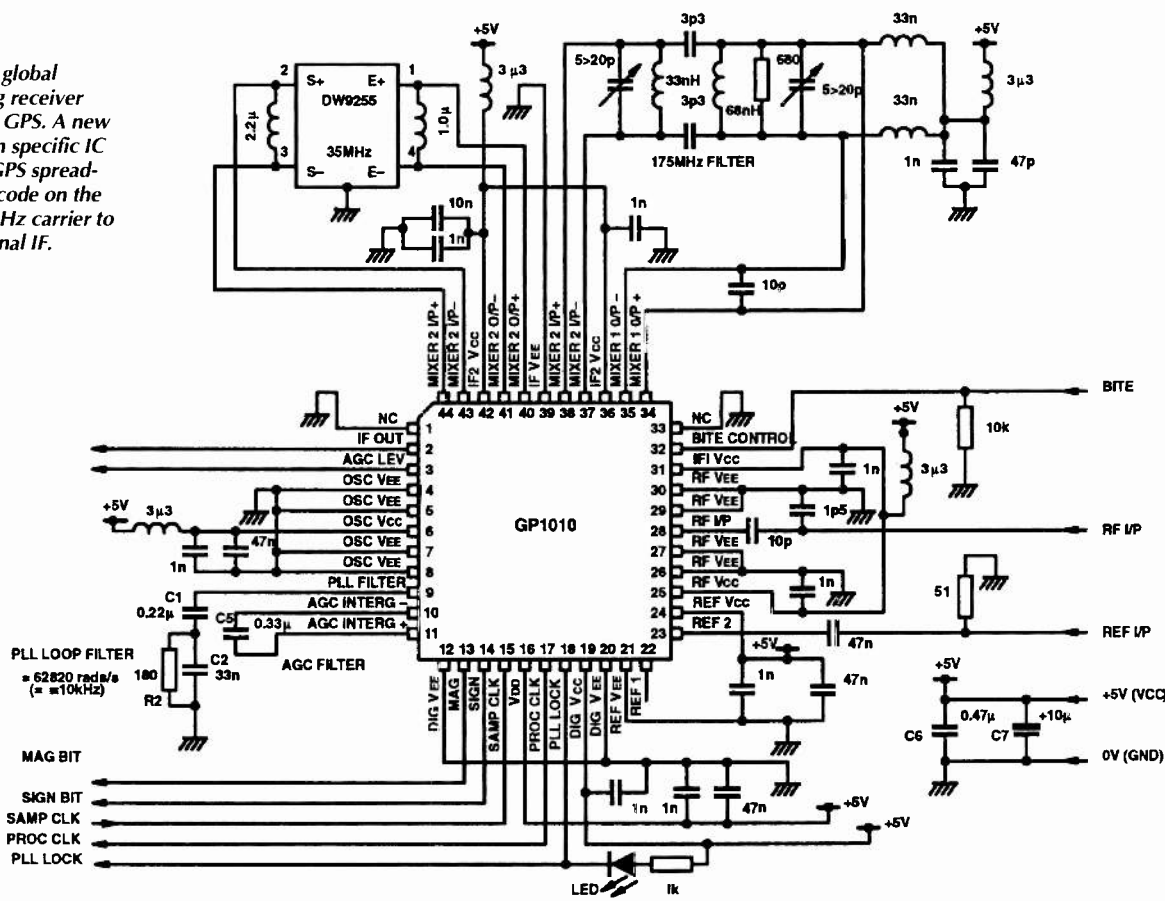 global
g receiver
GPS. A new
n specific IC
GPS spread-
code on the
Hz carrier to
nal IF.
+5V
3 µ3
2
S+
E+
1
DW9255
2.2µ
1.0µ
35MHz
3
S–
E–
4
5>20p
3p3
33nH
3p3
68nH
680
5>20p
175MHz FILTER
33n
33n
+5V
3µ3
1n
47p
10n
1n
1n
10p
MIXER 2 I/P+
MIXER 2 I/P–
IF2 Vcc
MIXER 2 O/P–
MIXER 2 O/P+
IF VEE
MIXER 2 I/P+
MIXER 2 I/P–
IF2 Vcc
MIXER 1 O/P–
MIXER 1 O/P+
44 43 42 41 40 39 38 37 36 35 34
GP1010
NC
1
IF OUT
2
AGC LEV
3
OSC VEE
4
OSC VEE
5
OSC Vcc
6
OSC VEE
7
OSC VEE
8
PLL FILTER
9
AGC INTERG –
10
AGC INTERG +
11
+5V
3µ3
1n
47n
C1
0.22µ
C5
0.33µ
AGC FILTER
PLL LOOP FILTER
= 62820 rads/s
(= ≡10kHz)
180
R2
C2
33n
33
NC
32
BITE CONTROL
31
IFI Vcc
30
RF VEE
29
RF VEE
28
RF I/P
27
RF VEE
26
RF VEE
25
RF Vcc
24
REF Vcc
23
REF 2
BITE
10k
+5V
3µ3
1n
1p5
10p
RF I/P
1n
51
47n
REF I/P
+5V
1n
47n
12 13 14 15 16 17 18 19 20 21 22
DIG VEE
MAG
SIGN
SAMP CLK
VDD
PROC CLK
PLL LOCK
DIG Vcc
DIG VEE
REF VEE
REF 1
+5V (VCC)
0.47µ
+10µ
C6
C7
0V (GND)
1n
1n
47n
+5V
+5V
MAG BIT
SIGN BIT
SAMP CLK
PROC CLK
PLL LOCK
LED
1k